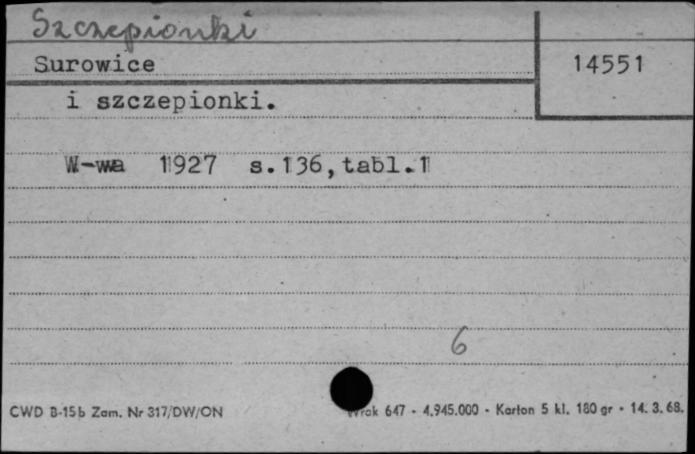 Szczepionki
Surowice
14551
i szczepionki.
W-wa 1927 s.136,tabl.1
6
CWD B-15b Zam. Nr 317/DW/ON
647 - 4.945.000 - Karton 5 kl. 180 gr - 14. 3. 68.